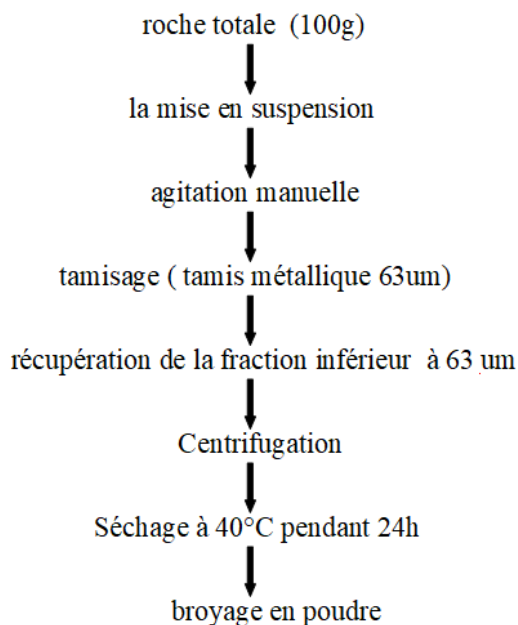 roche totale (100g)
la mise en suspension
agitation manuelle
tamisage ( tamis métallique 63um)
récupération de la fraction inférieur à 63 um
Centrifugation
Séchage à 40°C pendant 24h
broyage en poudre